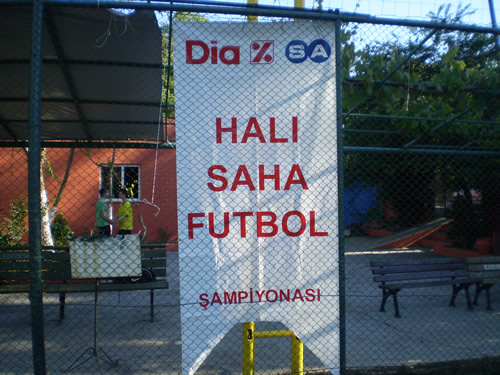 Dia % SA
HALI
SAHA
FUTBOL
ŞAMPİYONASI